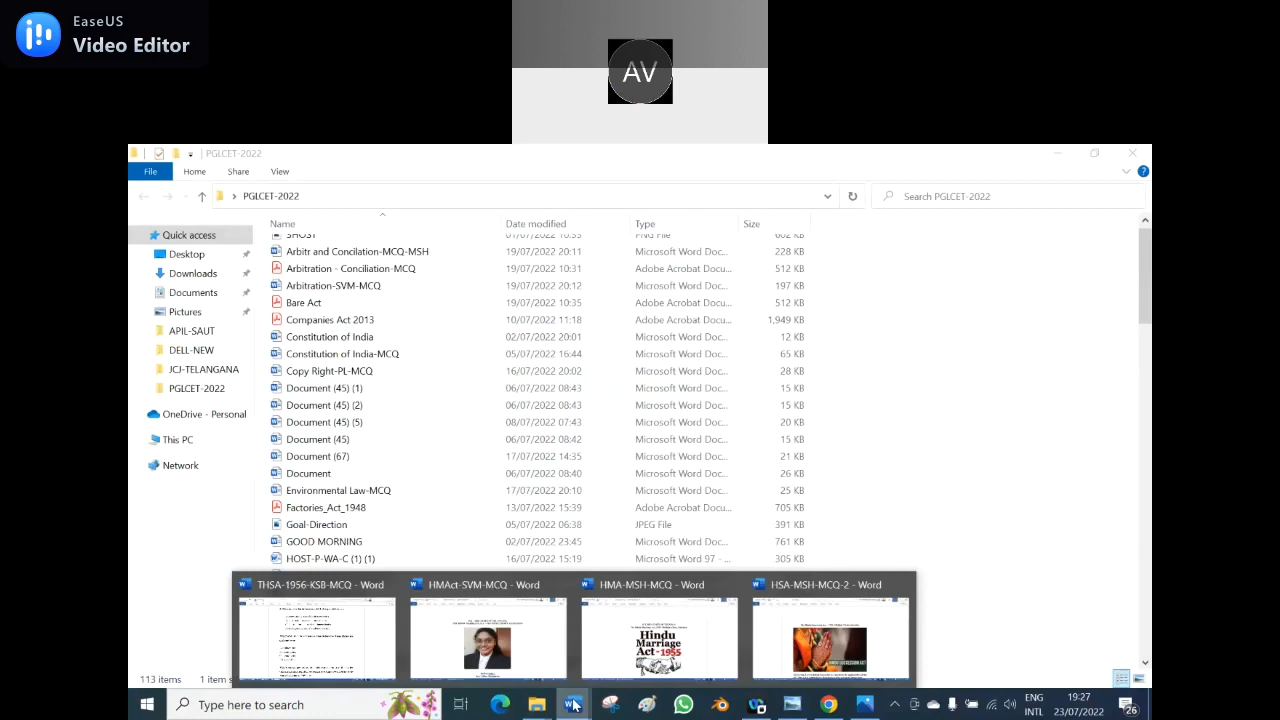 EaseUS
Video Editor
AV
PGLCET-2022
File Home Share View
PGLCET-2022
Search PGLCET-2022
Name Date modified Type Size
Quick access
Desktop
Downloads
Documents
Pictures
APIL-SAUT
DELL-NEW
JCJ-TELANGANA
PGLCET-2022
OneDrive - Personal
This PC
Network
Arbitr and Concilation-MCQ-MSH 19/07/2022 20:11 Microsoft Word Doc... 228 KB
Arbitration - Conciliation-MCQ 19/07/2022 10:31 Adobe Acrobat Docu... 512 KB
Arbitration-SVM-MCQ 19/07/2022 20:12 Microsoft Word Doc... 197 KB
Bare Act 19/07/2022 10:35 Adobe Acrobat Docu... 512 KB
Companies Act 2013 10/07/2022 11:18 Adobe Acrobat Docu... 1,949 KB
Constitution of India 02/07/2022 20:01 Microsoft Word Doc... 12 KB
Constitution of India-MCQ 05/07/2022 16:44 Microsoft Word Doc... 65 KB
Copy Right-PL-MCQ 16/07/2022 20:02 Microsoft Word Doc... 28 KB
Document (45) (1) 06/07/2022 08:43 Microsoft Word Doc... 15 KB
Document (45) (2) 06/07/2022 08:43 Microsoft Word Doc... 15 KB
Document (45) (5) 08/07/2022 07:43 Microsoft Word Doc... 20 KB
Document (45) 06/07/2022 08:42 Microsoft Word Doc... 15 KB
Document (67) 17/07/2022 14:35 Microsoft Word Doc... 21 KB
Document 06/07/2022 08:40 Microsoft Word Doc... 26 KB
Environmental Law-MCQ 17/07/2022 20:10 Microsoft Word Doc... 25 KB
Factories_Act_1948 13/07/2022 15:39 Adobe Acrobat Docu... 705 KB
Goal-Direction 05/07/2022 06:38 JPEG File 391 KB
GOOD MORNING 02/07/2022 23:45 Microsoft Word Doc... 761 KB
HOST-P-WA-C (1) (1) 16/07/2022 15:19 Microsoft Word 97 - ... 40 KB
THSA-1956-KSB-MCQ - Word HMAct-SVM-MCQ - Word HMA-MSH-MCQ - Word HSA-MSH-MCQ-2 - Word
Hindu
Marriage
Act -1955
113 items 1 item s
Type here to search
ENG
INTL
19:27
23/07/2022
26